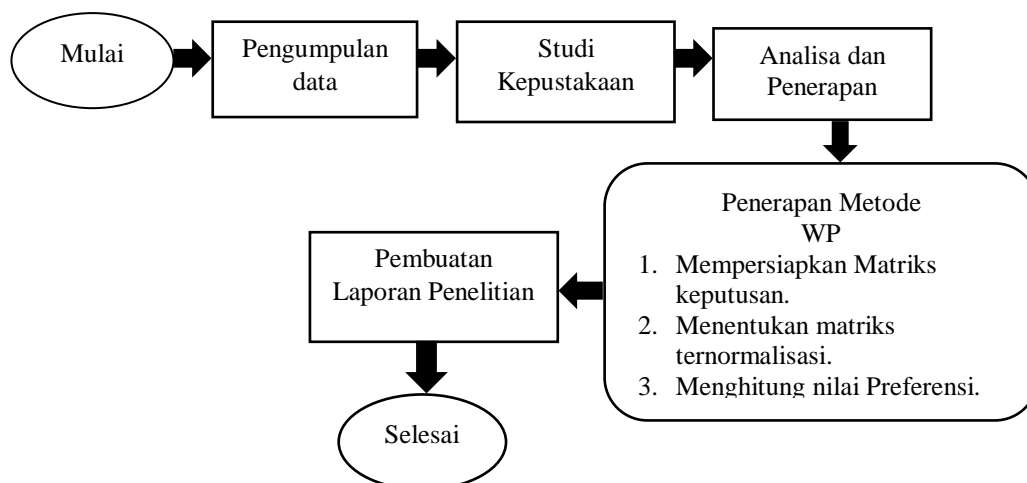 Mulai
Pengumpulan
data
Studi
Kepustakaan
Analisa dan
Penerapan
Penerapan Metode
WP
1. Mempersiapkan Matriks
keputusan.
2. Menentukan matriks
ternormalisasi.
3. Menghitung nilai Preferensi.
Pembuatan
Laporan Penelitian
Selesai